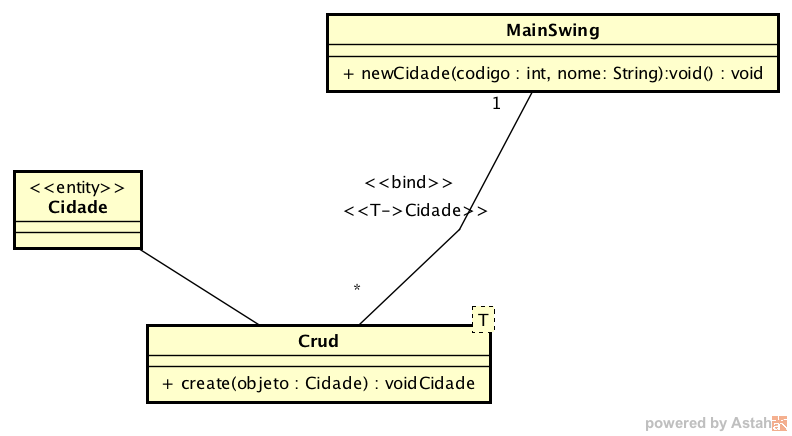 MainSwing
+ newCidade(codigo : int, nome: String):void() : void
1
<<entity>>
Cidade
<<bind>>
<<T->Cidade>>
*
T
Crud
+ create(objeto : Cidade) : voidCidade
powered by Astah